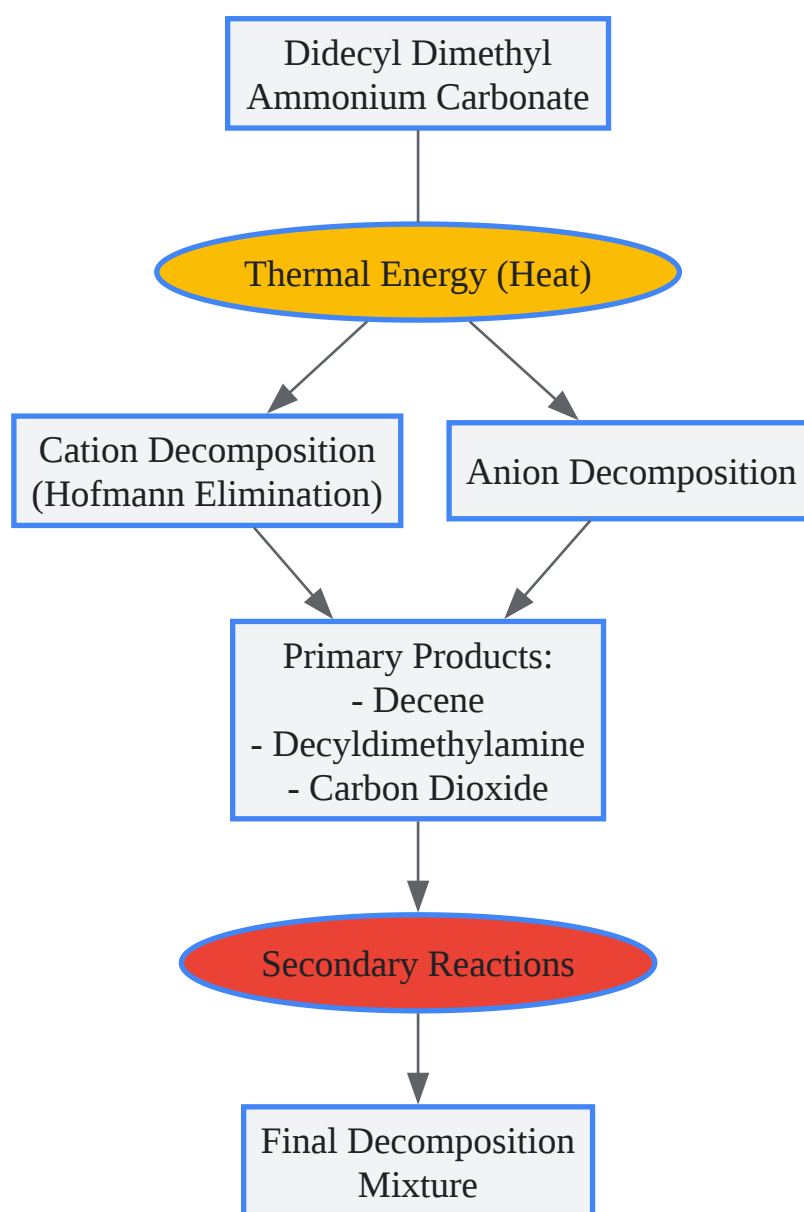 Didecyl Dimethyl
Ammonium Carbonate
Thermal Energy (Heat)
Cation Decomposition
(Hofmann Elimination)
Anion Decomposition
Primary Products:
- Decene
- Decyldimethylamine
- Carbon Dioxide
Secondary Reactions
Final Decomposition
Mixture